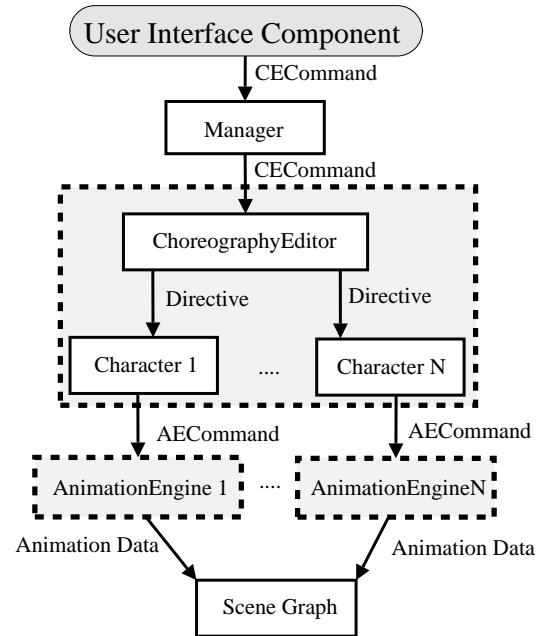 User Interface Component
CECommand
Manager
CECommand
ChoreographyEditor
Directive
Directive
Character 1
....
Character N
AECommand
AECommand
AnimationEngine 1
....
AnimationEngineN
Animation Data
Animation Data
Scene Graph